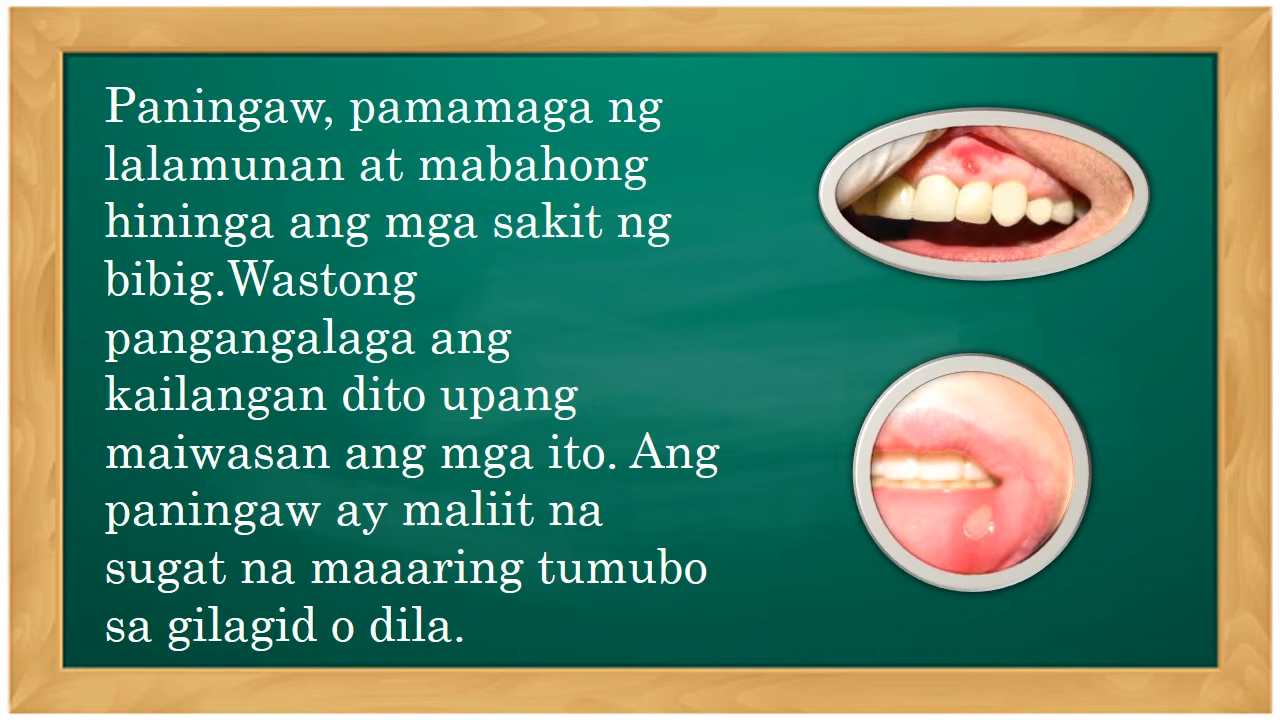 Paningaw, pamamaga ng
lalamunan at mabahong
hininga ang mga sakit ng
bibig.Wastong
pangangalaga ang
kailangan dito upang
maiwasan ang mga ito. Ang
paningaw ay maliit na
sugat na maaaring tumubo
sa gilagid o dila.